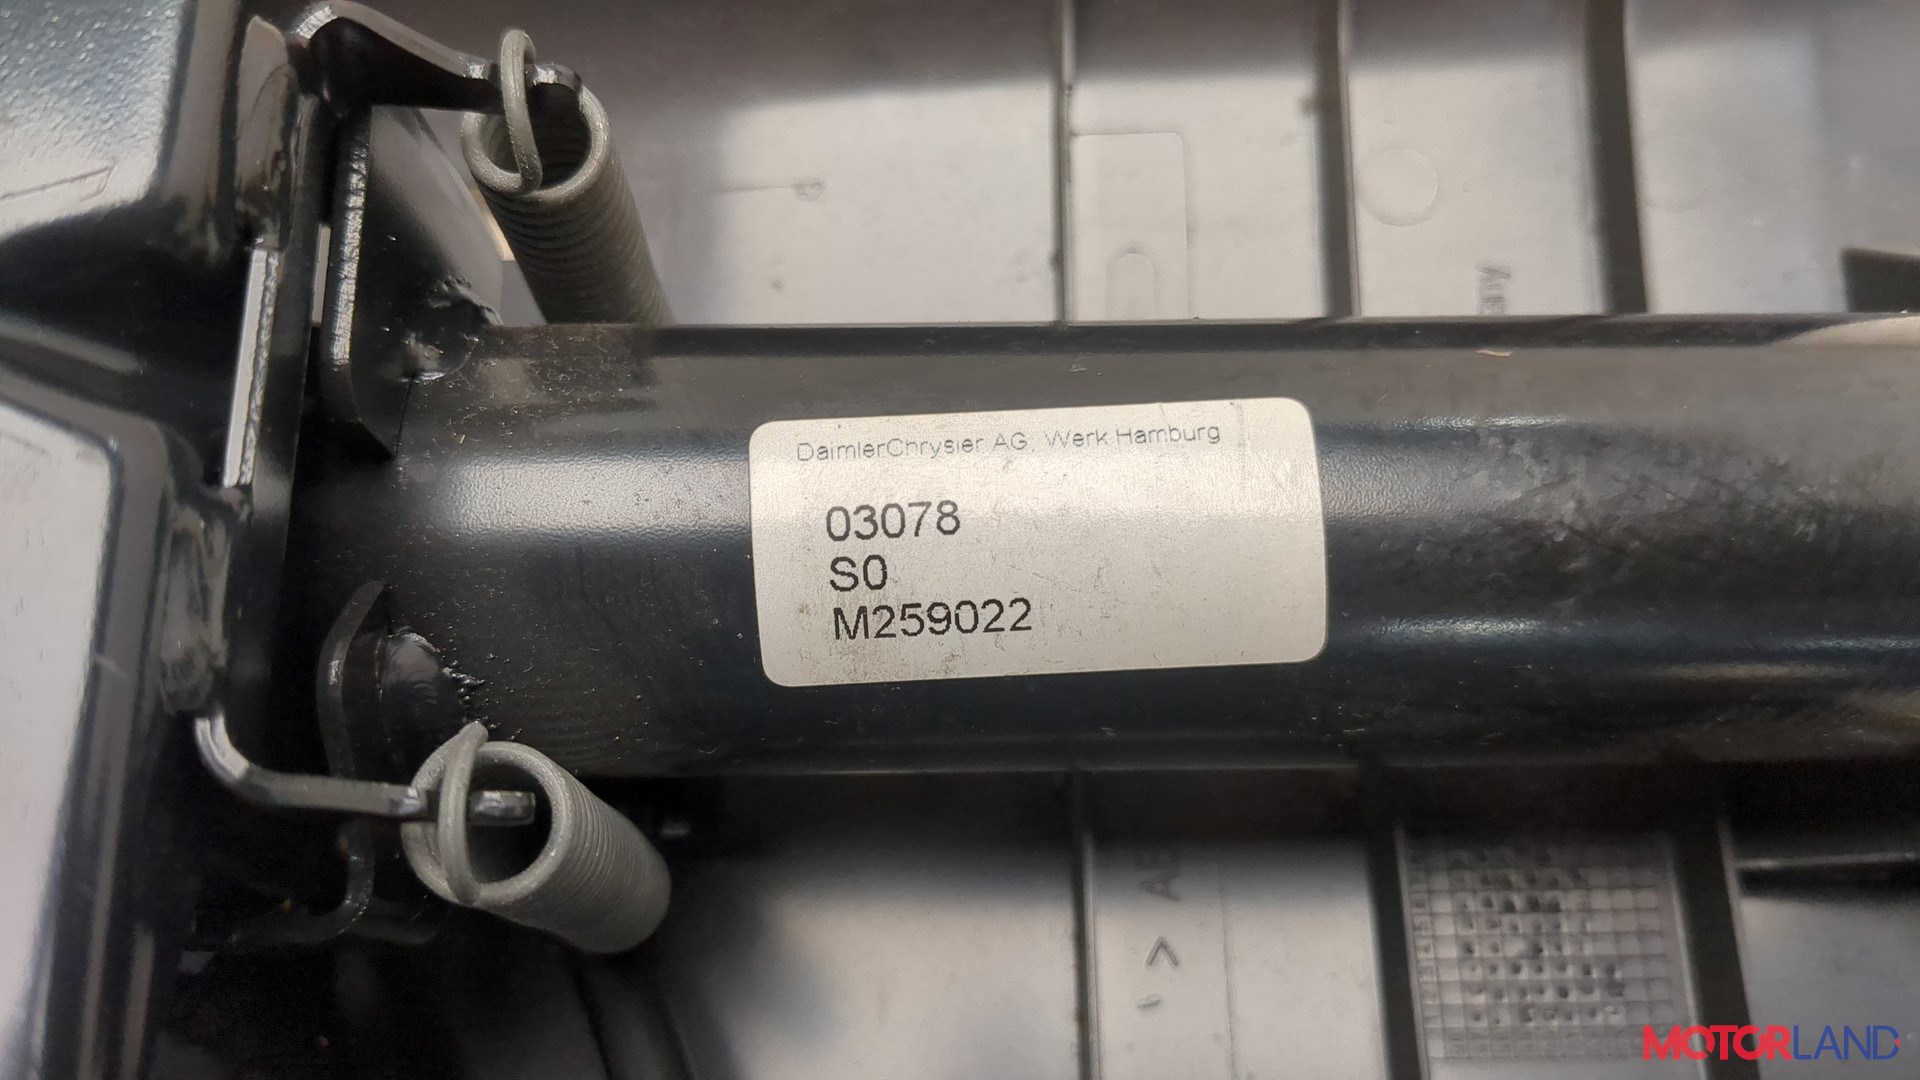 DaimlerChrysler AG, Werk Hamburg
03078
S0
M259022
MOTORLAND